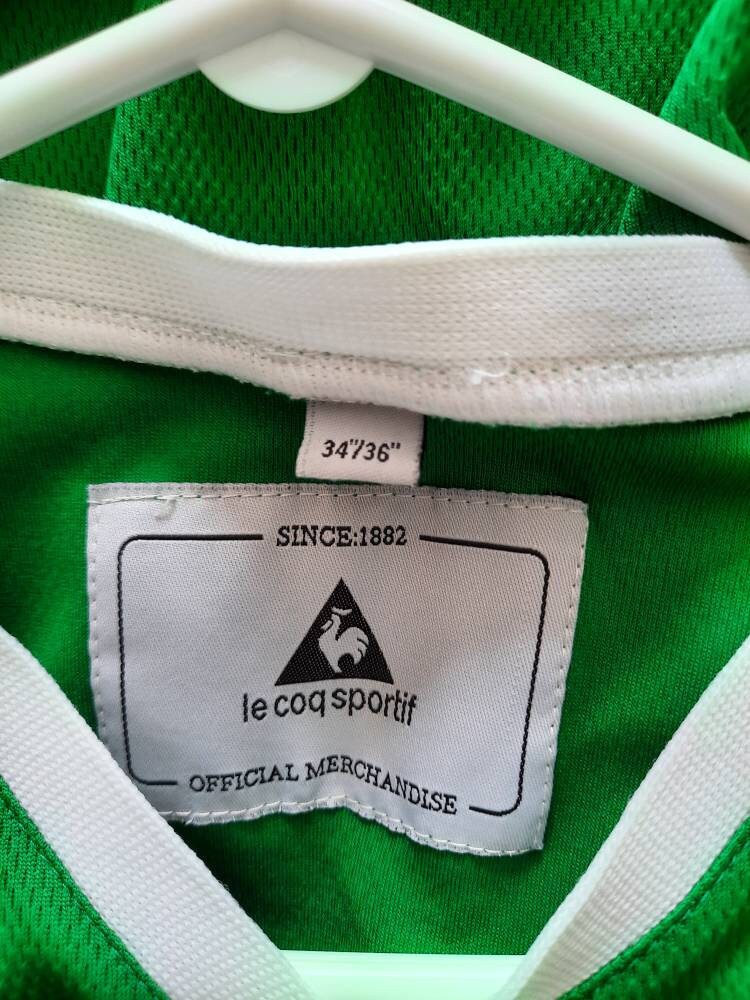 34"/36"
SINCE:1882
le coq sportif
OFFICIAL MERCHANDISE